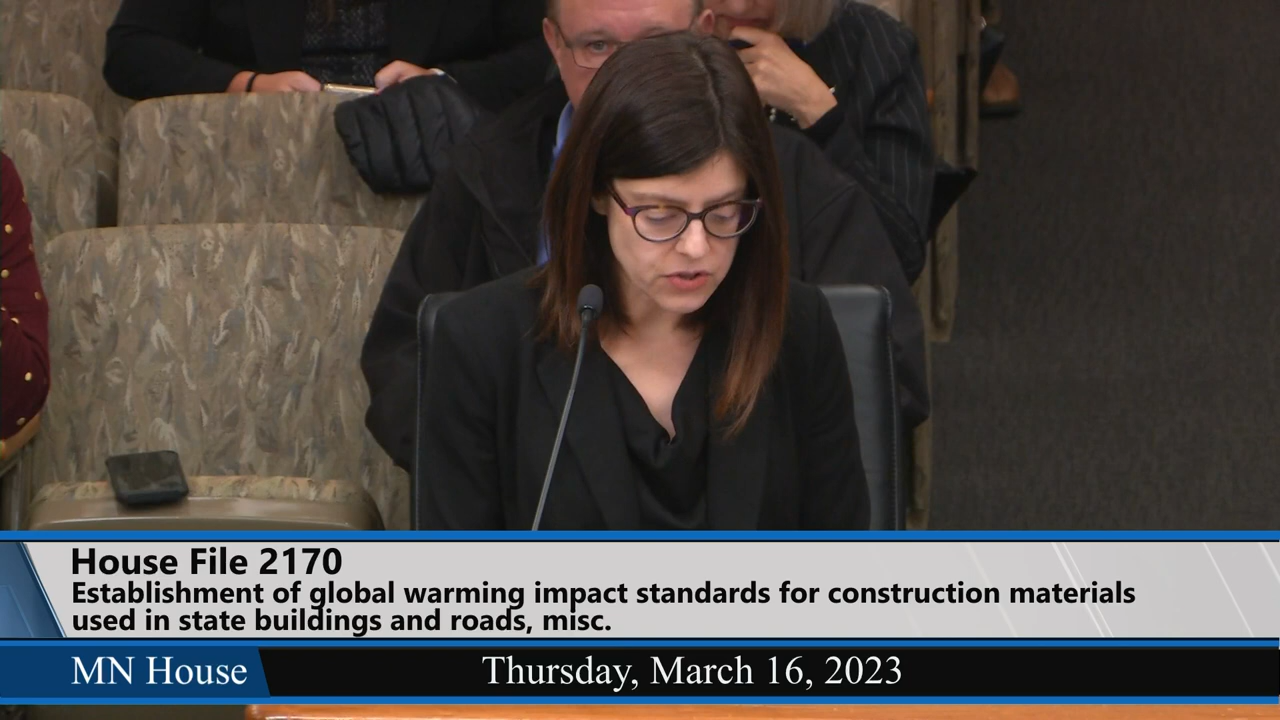 House File 2170
Establishment of global warming impact standards for construction materials
used in state buildings and roads, misc.
MN House
Thursday, March 16, 2023